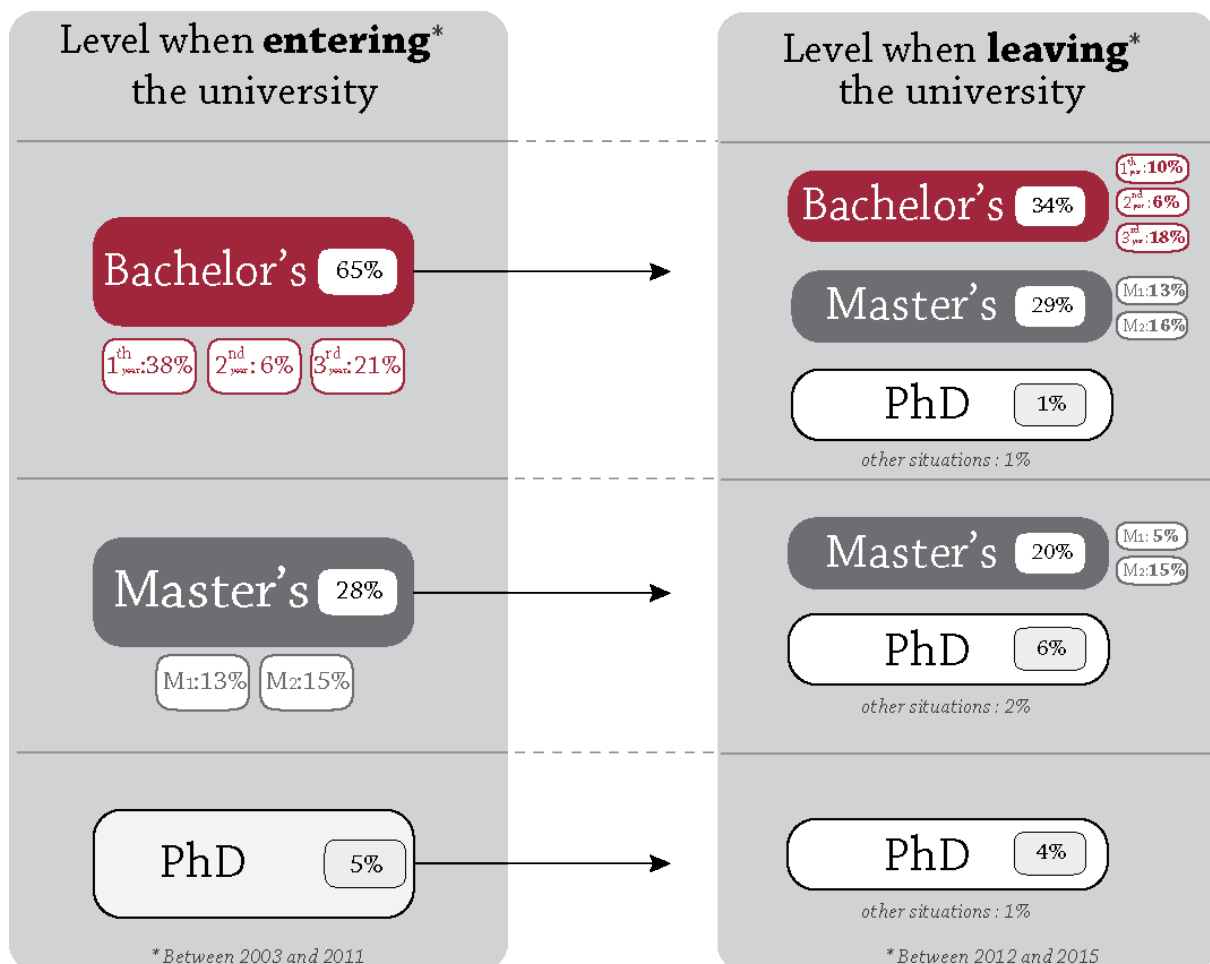 Level when entering*
the university
Bachelor's 65%
1th year:38% 2nd year:6% 3rd year:21%
Master's 28%
M1:13% M2:15%
PhD 5%
* Between 2003 and 2011
Level when leaving*
the university
Bachelor's 34%
1th year:10%
2nd year:6%
3rd year:18%
Master's 29%
M1:13%
M2:16%
PhD 1%
other situations : 1%
Master's 20%
M1: 5%
M2:15%
PhD 6%
other situations : 2%
PhD 4%
other situations : 1%
* Between 2012 and 2015